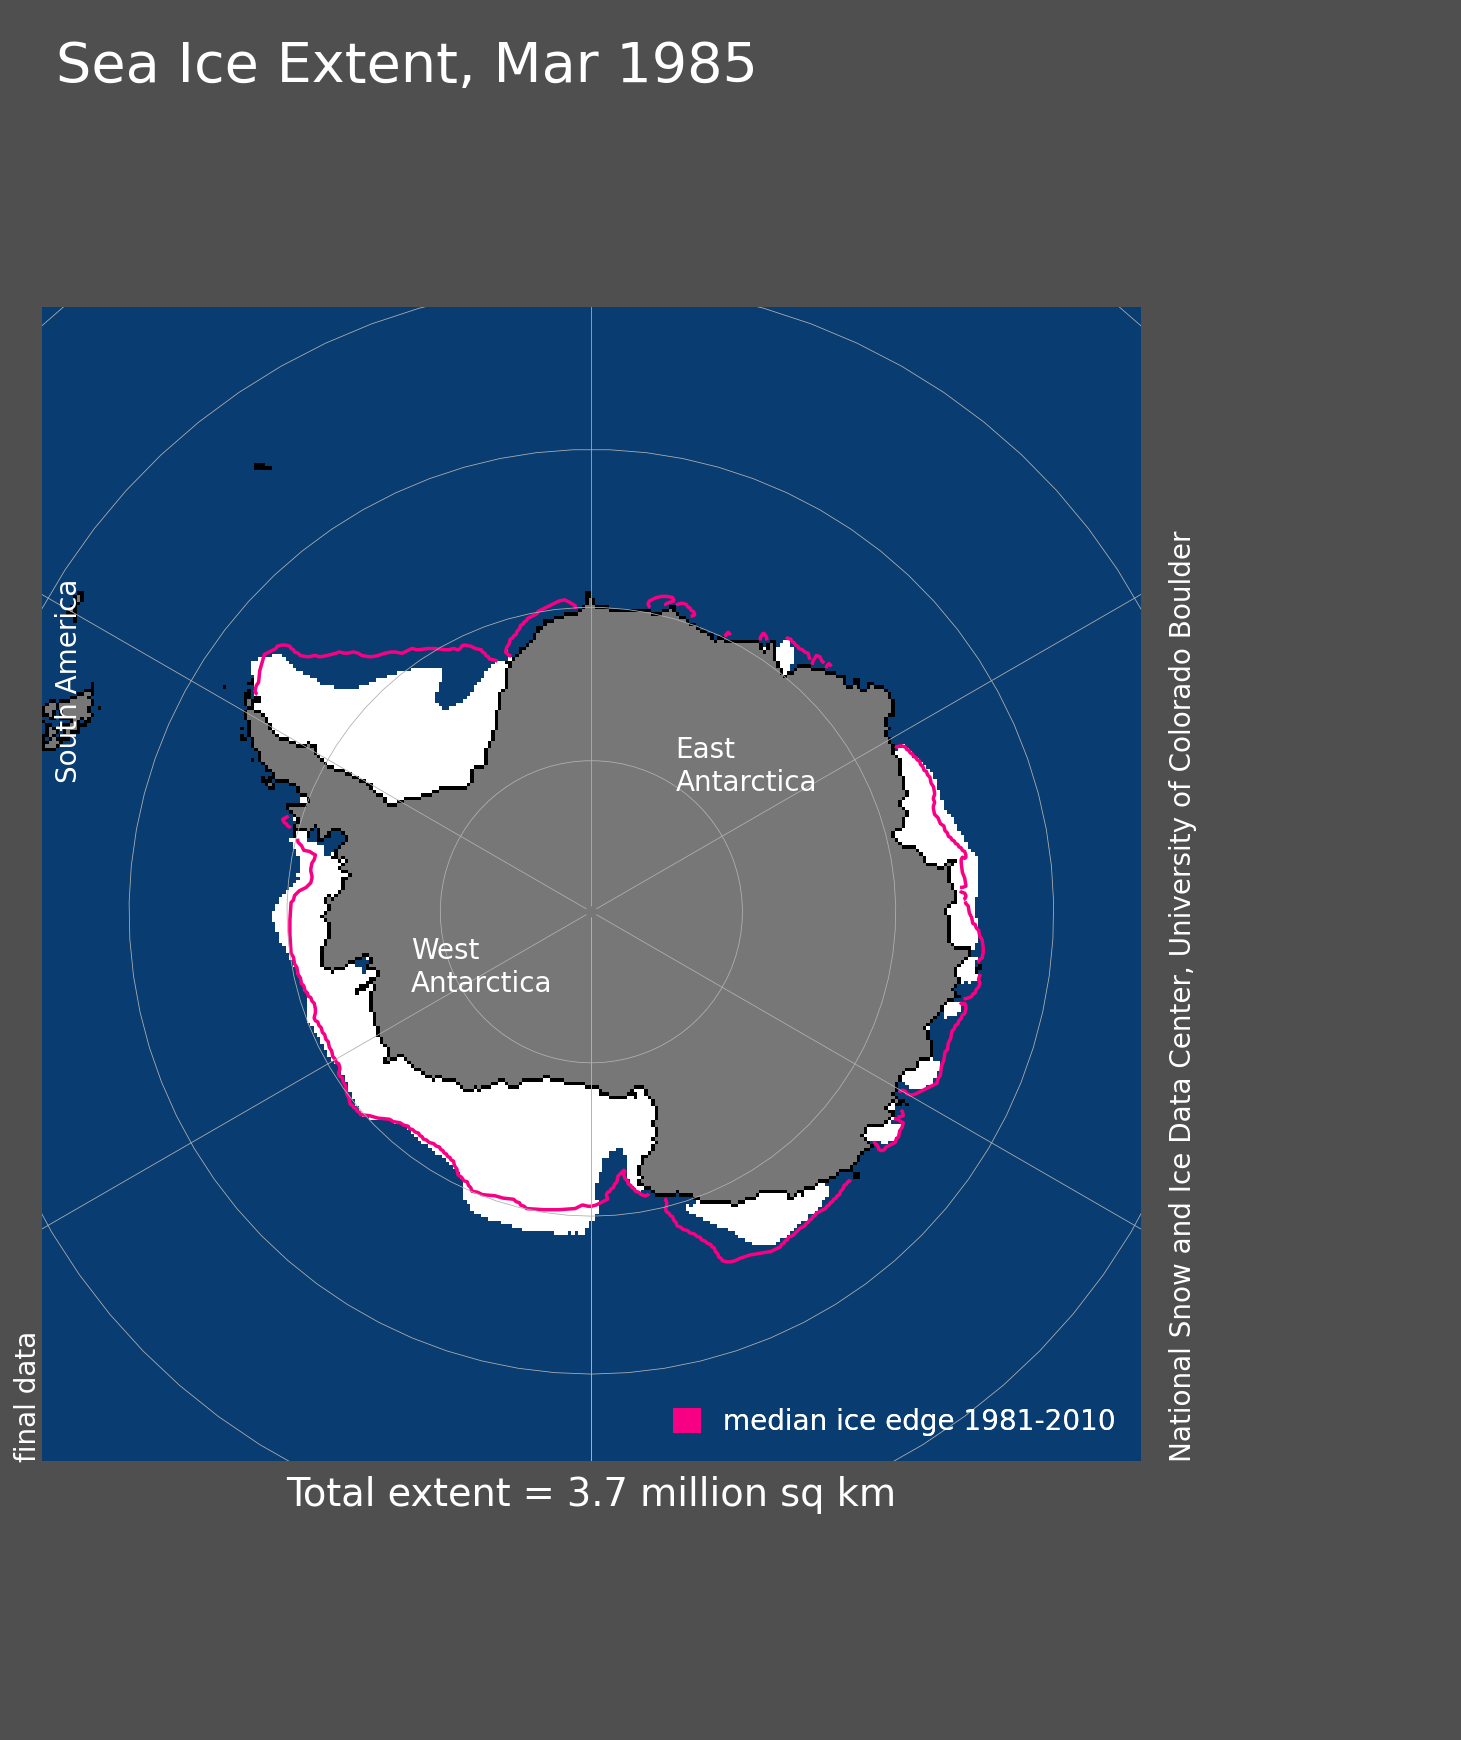 Sea Ice Extent, Mar 1985
South America
East
Antarctica
West
Antarctica
median ice edge 1981-2010
final data
National Snow and Ice Data Center, University of Colorado Boulder
Total extent = 3.7 million sq km